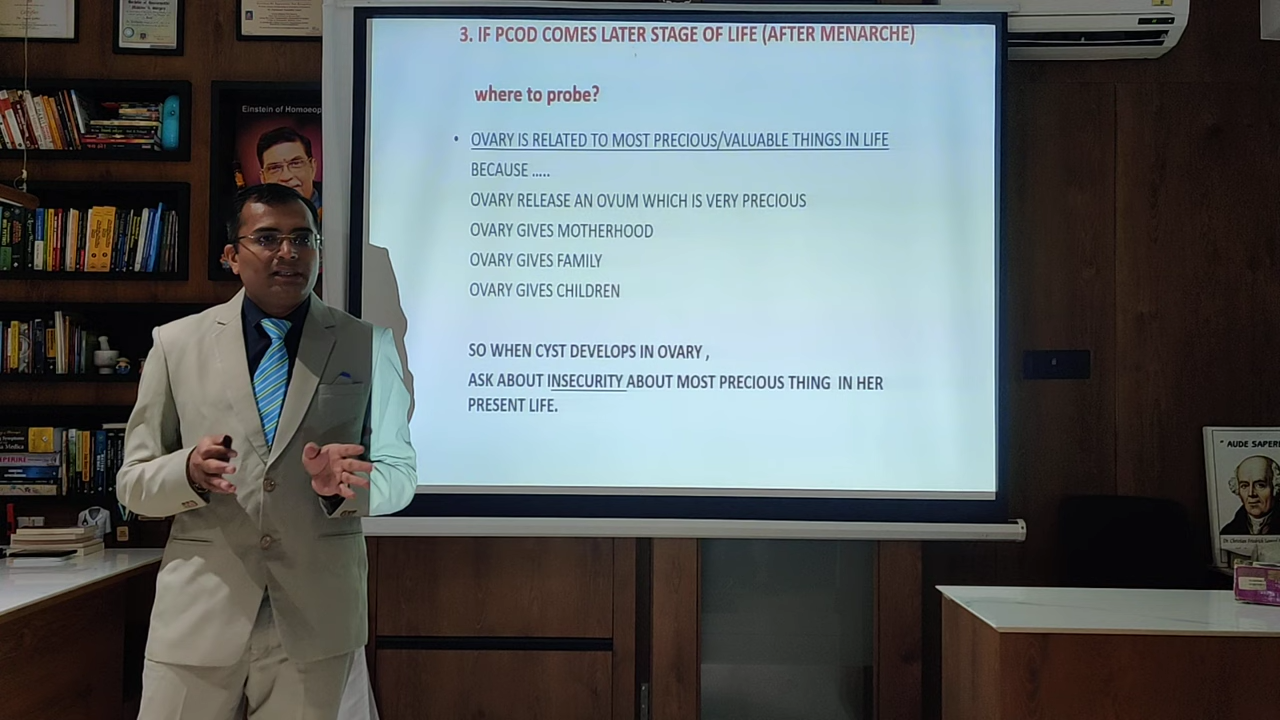 3. IF PCOD COMES LATER STAGE OF LIFE (AFTER MENARCHE)
where to probe?
• OVARY IS RELATED TO MOST PRECIOUS/VALUABLE THINGS IN LIFE
BECAUSE .....
OVARY RELEASE AN OVUM WHICH IS VERY PRECIOUS
OVARY GIVES MOTHERHOOD
OVARY GIVES FAMILY
OVARY GIVES CHILDREN
SO WHEN CYST DEVELOPS IN OVARY ,
ASK ABOUT INSECURITY ABOUT MOST PRECIOUS THING IN HER
PRESENT LIFE.
Einstein of Homoeop
" AUDE SAPERE